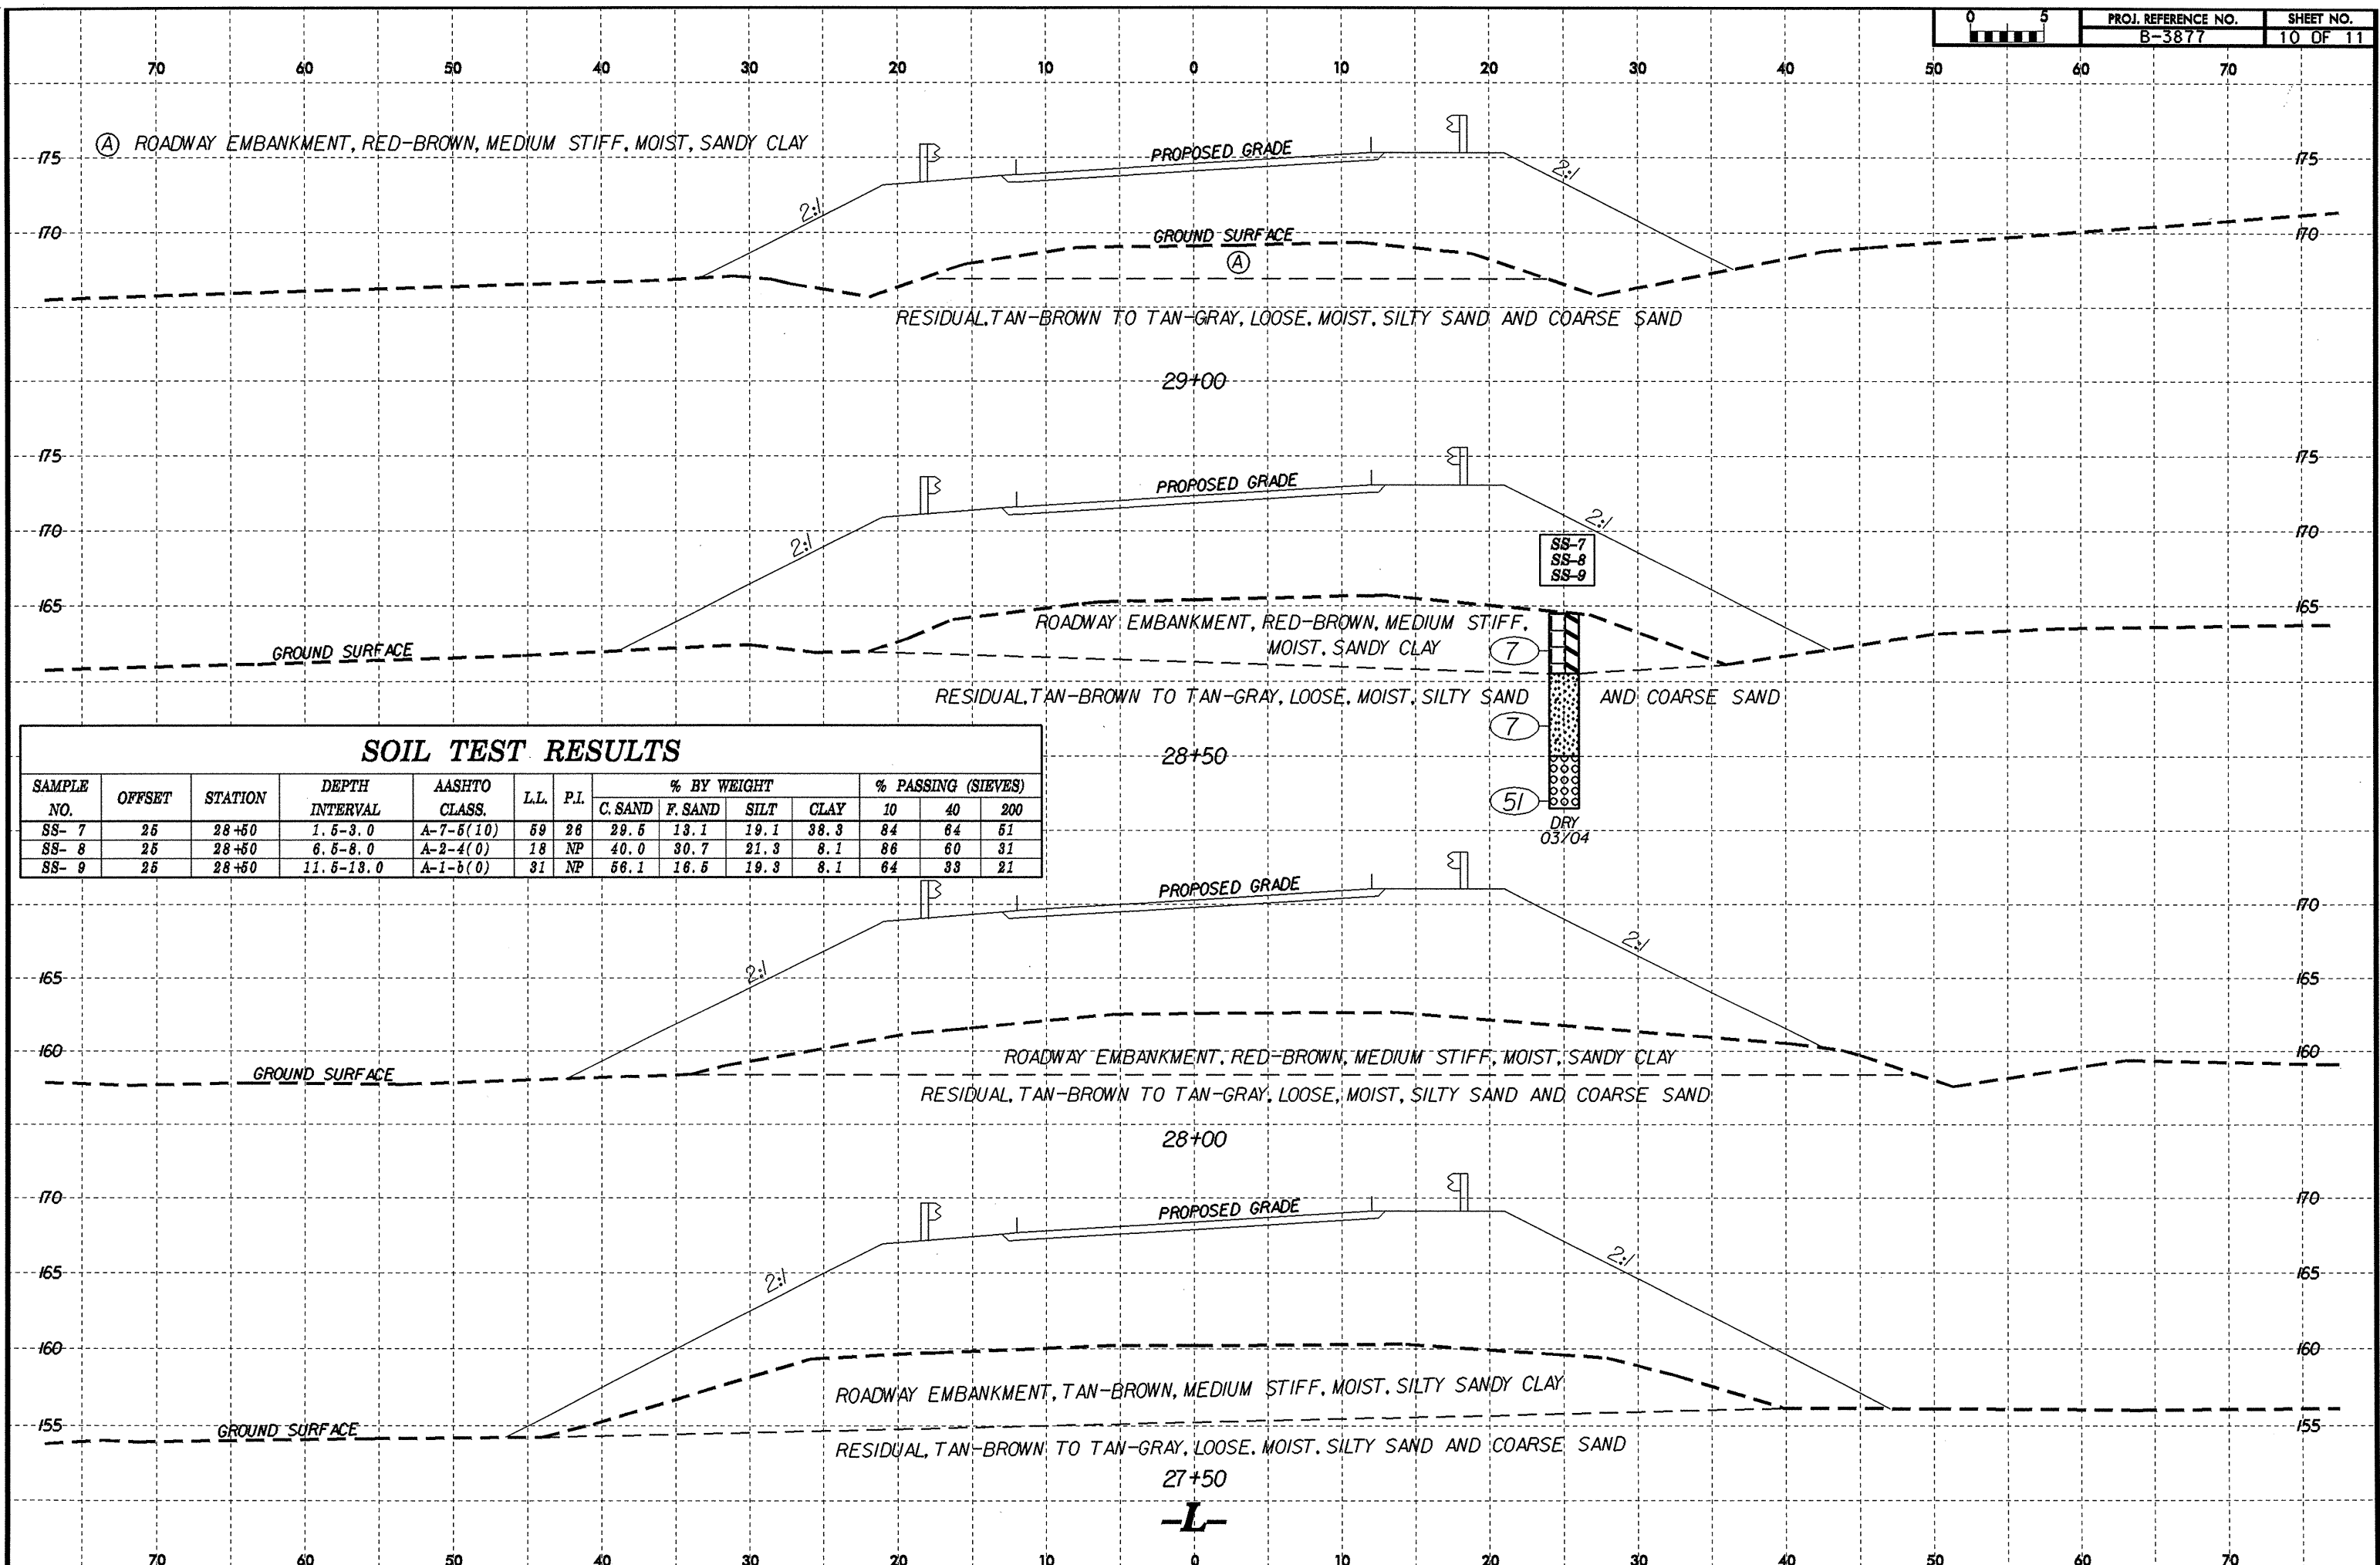 0 5
PROJ. REFERENCE NO. SHEET NO.
B-3877 10 OF 11
70 60 50 40 30 20 10 0 10 20 30 40 50 60 70
Ⓐ ROADWAY EMBANKMENT, RED-BROWN, MEDIUM STIFF, MOIST, SANDY CLAY
PROPOSED GRADE
175 175
2:1 2:1
170 170
GROUND SURFACE
Ⓐ
RESIDUAL, TAN-BROWN TO TAN-GRAY, LOOSE, MOIST, SILTY SAND AND COARSE SAND
29+00
175 175
PROPOSED GRADE
2:1 2:1
170 170
SS-7
SS-8
SS-9
165 165
ROADWAY EMBANKMENT, RED-BROWN, MEDIUM STIFF,
MOIST, SANDY CLAY
7
GROUND SURFACE
RESIDUAL, TAN-BROWN TO TAN-GRAY, LOOSE, MOIST, SILTY SAND AND COARSE SAND
7
28+50
51
DRY
03/04
SOIL TEST RESULTS
SAMPLE NO. OFFSET STATION DEPTH INTERVAL AASHTO CLASS. L.L. P.I. % BY WEIGHT % PASSING (SIEVES)
C. SAND F. SAND SILT CLAY 10 40 200
SS- 7 25 28+50 1.5-3.0 A-7-5(10) 59 26 29.5 13.1 19.1 38.3 84 64 51
SS- 8 25 28+50 6.5-8.0 A-2-4(0) 18 NP 40.0 30.7 21.3 8.1 86 60 31
SS- 9 25 28+50 11.5-13.0 A-1-b(0) 31 NP 56.1 16.5 19.3 8.1 64 33 21
PROPOSED GRADE
170 170
2:1 2:1
165 165
160 160
ROADWAY EMBANKMENT, RED-BROWN, MEDIUM STIFF, MOIST, SANDY CLAY
GROUND SURFACE
RESIDUAL, TAN-BROWN TO TAN-GRAY, LOOSE, MOIST, SILTY SAND AND COARSE SAND
28+00
170 170
PROPOSED GRADE
2:1 2:1
165 165
160 160
ROADWAY EMBANKMENT, TAN-BROWN, MEDIUM STIFF, MOIST, SILTY SANDY CLAY
155 155
GROUND SURFACE
RESIDUAL, TAN-BROWN TO TAN-GRAY, LOOSE, MOIST, SILTY SAND AND COARSE SAND
27+50
-L-
70 60 50 40 30 20 10 0 10 20 30 40 50 60 70